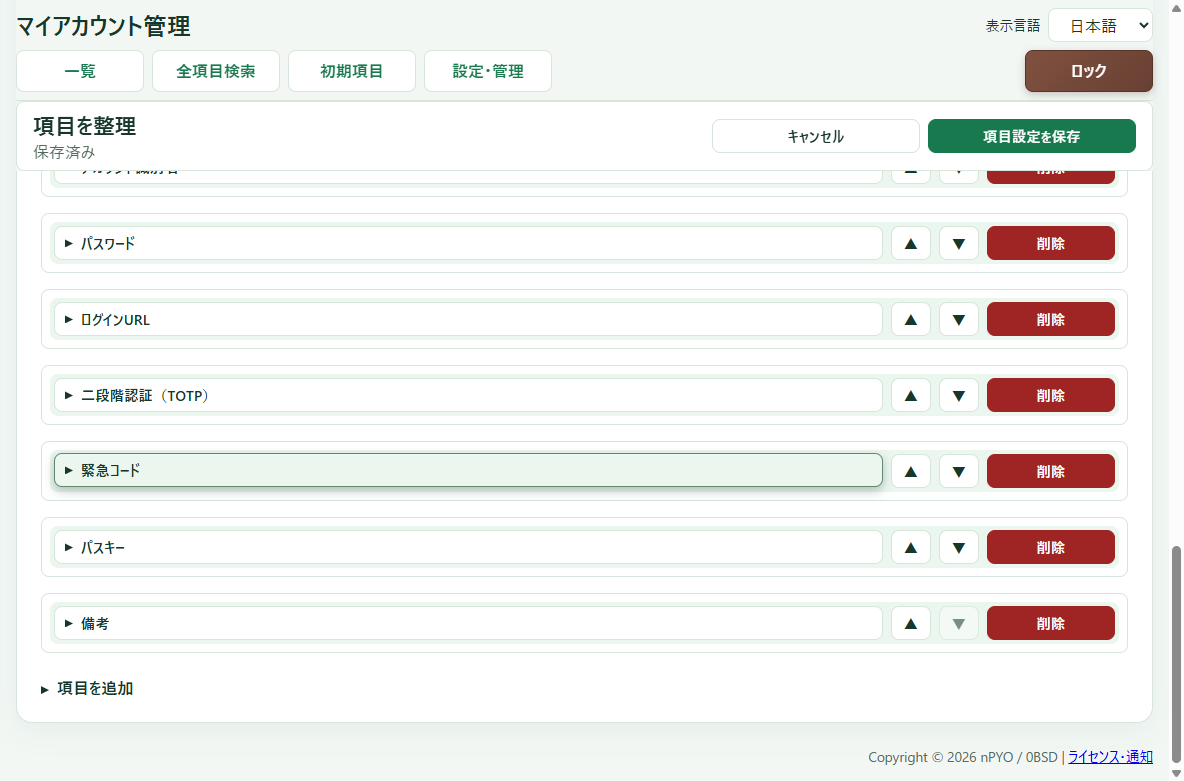 マイアカウント管理
表示言語 日本語
一覧 全項目検索 初期項目 設定・管理 ロック
項目を整理
保存済み
キャンセル 項目設定を保存
▶ パスワード ▲ ▼ 削除
▶ ログインURL ▲ ▼ 削除
▶ 二段階認証（TOTP） ▲ ▼ 削除
▶ 緊急コード ▲ ▼ 削除
▶ パスキー ▲ ▼ 削除
▶ 備考 ▲ ▼ 削除
▶ 項目を追加
Copyright © 2026 nPYO / 0BSD | ライセンス・通知